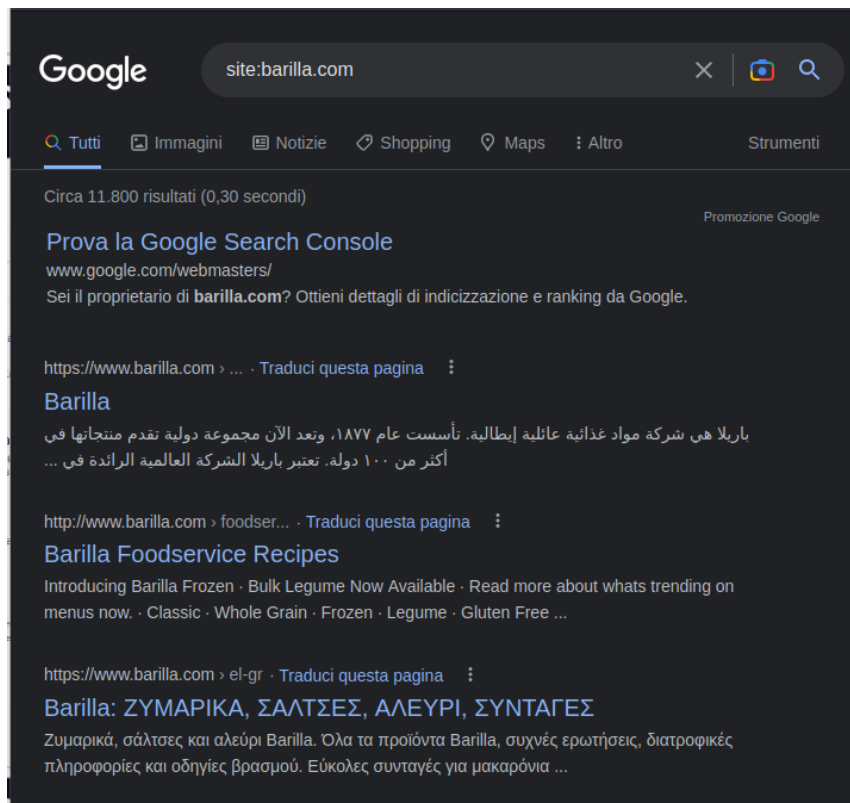 Google
site:barilla.com
Tutti Immagini Notizie Shopping Maps Altro Strumenti
Circa 11.800 risultati (0,30 secondi)
Promozione Google
Prova la Google Search Console
www.google.com/webmasters/
Sei il proprietario di barilla.com? Ottieni dettagli di indicizzazione e ranking da Google.
https://www.barilla.com › ... · Traduci questa pagina
Barilla
باريلا هي شركة مواد غذائية عائلية إيطالية. تأسست عام ١٨٧٧، وتعد الآن مجموعة دولية تقدم منتجاتها في
أكثر من ١٠٠ دولة. تعتبر باريلا الشركة العالمية الرائدة في ...
http://www.barilla.com › foodser... · Traduci questa pagina
Barilla Foodservice Recipes
Introducing Barilla Frozen · Bulk Legume Now Available · Read more about whats trending on
menus now. · Classic · Whole Grain · Frozen · Legume · Gluten Free ...
https://www.barilla.com › el-gr · Traduci questa pagina
Barilla: ΖΥΜΑΡΙΚΑ, ΣΑΛΤΣΕΣ, ΑΛΕΥΡΙ, ΣΥΝΤΑΓΕΣ
Ζυμαρικά, σάλτσες και αλεύρι Barilla. Όλα τα προϊόντα Barilla, συχνές ερωτήσεις, διατροφικές
πληροφορίες και οδηγίες βρασμού. Εύκολες συνταγές για μακαρόνια ...